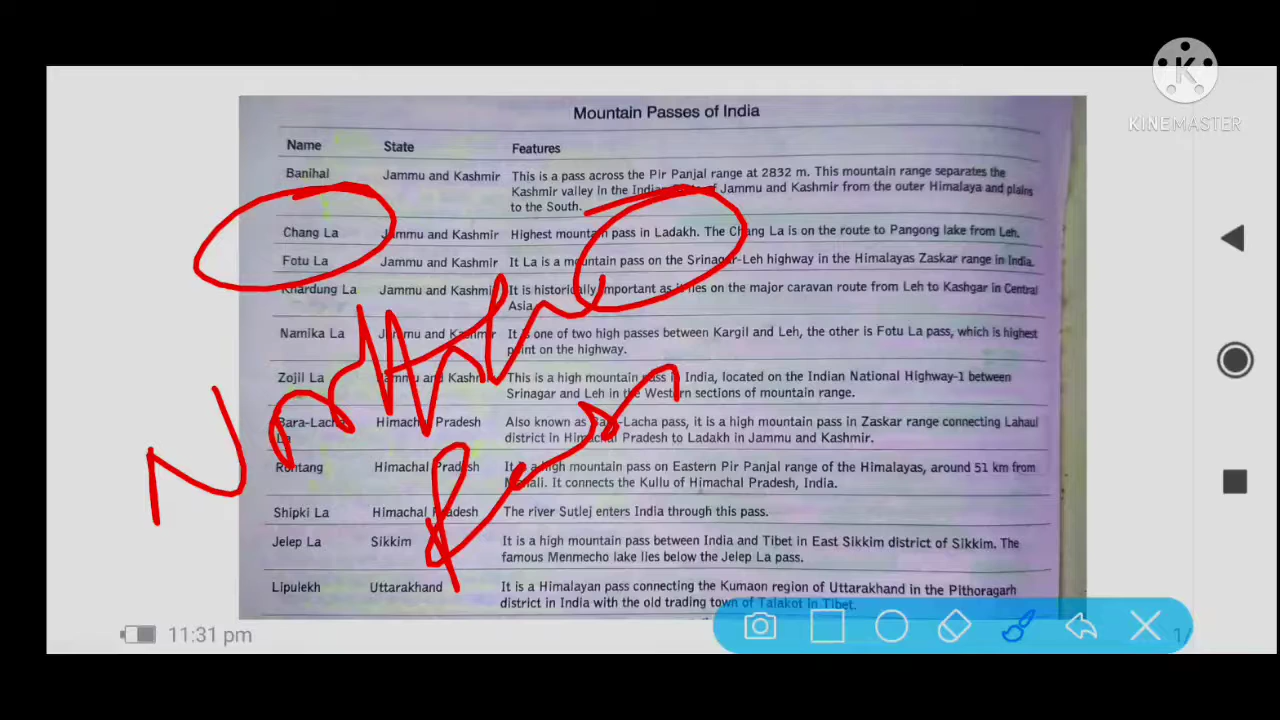 KINEMASTER
Mountain Passes of India
Name State Features
Banihal Jammu and Kashmir This is a pass across the Pir Panjal range at 2832 m. This mountain range separates the
Kashmir valley in the Indian of Jammu and Kashmir from the outer Himalaya and plains
to the South.
Chang La Jammu and Kashmir Highest mountain pass in Ladakh. The Chang La is on the route to Pangong lake from Leh.
Fotu La Jammu and Kashmir It La is a mountain pass on the Srinagar-Leh highway in the Himalayas Zaskar range in India.
Khardung La Jammu and Kashmir It is historically important as it lies on the major caravan route from Leh to Kashgar in Central
Asia.
Namika La Jammu and Kashmir It is one of two high passes between Kargil and Leh, the other is Fotu La pass, which is highest
point on the highway.
Zojil La Jammu and Kashmir This is a high mountain pass in India, located on the Indian National Highway-1 between
Srinagar and Leh in the Western sections of mountain range.
Bara-Lacha Himachal Pradesh Also known as Bara-Lacha pass, it is a high mountain pass in Zaskar range connecting Lahaul
La district in Himachal Pradesh to Ladakh in Jammu and Kashmir.
Rohtang Himachal Pradesh It is a high mountain pass on Eastern Pir Panjal range of the Himalayas, around 51 km from
Manali. It connects the Kullu of Himachal Pradesh, India.
Shipki La Himachal Pradesh The river Sutlej enters India through this pass.
Jelep La Sikkim It is a high mountain pass between India and Tibet in East Sikkim district of Sikkim. The
famous Menmecho lake lies below the Jelep La pass.
Lipulekh Uttarakhand It is a Himalayan pass connecting the Kumaon region of Uttarakhand in the Pithoragarh
district in India with the old trading town of Talakot in Tibet.
11:31 pm